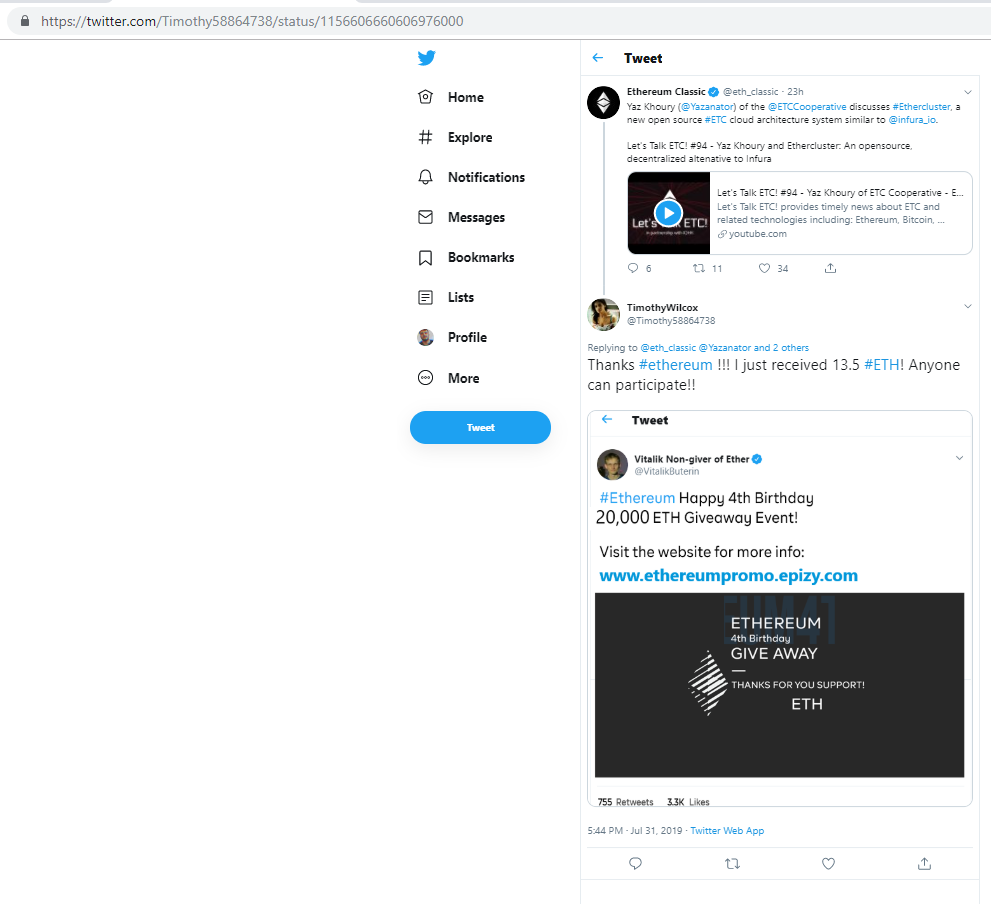 https://twitter.com/Timothy58864738/status/1156606660606976000
Home
Explore
Notifications
Messages
Bookmarks
Lists
Profile
More
Tweet
Tweet
Ethereum Classic @eth_classic · 23h
Yaz Khoury (@Yazanator) of the @ETCCooperative discusses #Ethercluster, a
new open source #ETC cloud architecture system similar to @infura_io.
Let's Talk ETC! #94 - Yaz Khoury and Ethercluster: An opensource,
decentralized altenative to Infura
Let's Talk ETC!
Let's Talk ETC! #94 - Yaz Khoury of ETC Cooperative - E...
Let's Talk ETC! provides timely news about ETC and
related technologies including: Ethereum, Bitcoin, ...
youtube.com
6 11 34
TimothyWilcox
@Timothy58864738
Replying to @eth_classic @Yazanator and 2 others
Thanks #ethereum !!! I just received 13.5 #ETH! Anyone
can participate!!
Tweet
Vitalik Non-giver of Ether
@VitalikButerin
#Ethereum Happy 4th Birthday
20,000 ETH Giveaway Event!
Visit the website for more info:
www.ethereumpromo.epizy.com
ETHEREUM
4th Birthday
GIVE AWAY
THANKS FOR YOU SUPPORT!
ETH
755 Retweets 3.3K Likes
5:44 PM · Jul 31, 2019 · Twitter Web App